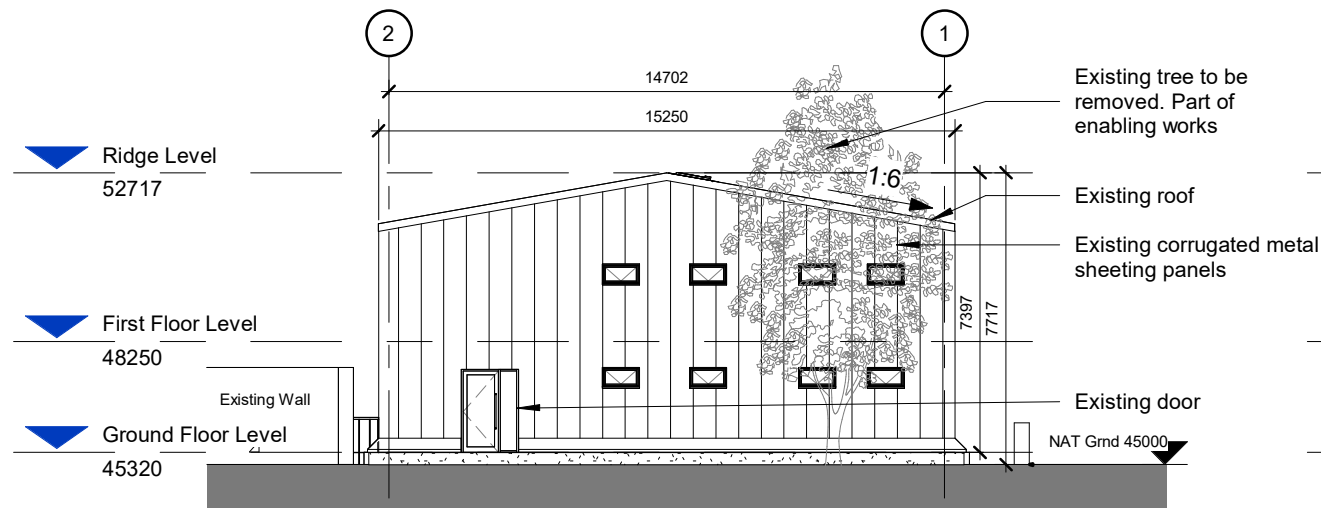 2
1
14702
15250
Existing tree to be
removed. Part of
enabling works
Ridge Level
52717
1:6
Existing roof
Existing corrugated metal
sheeting panels
7397
7717
First Floor Level
48250
Existing Wall
Existing door
Ground Floor Level
45320
NAT Grnd 45000